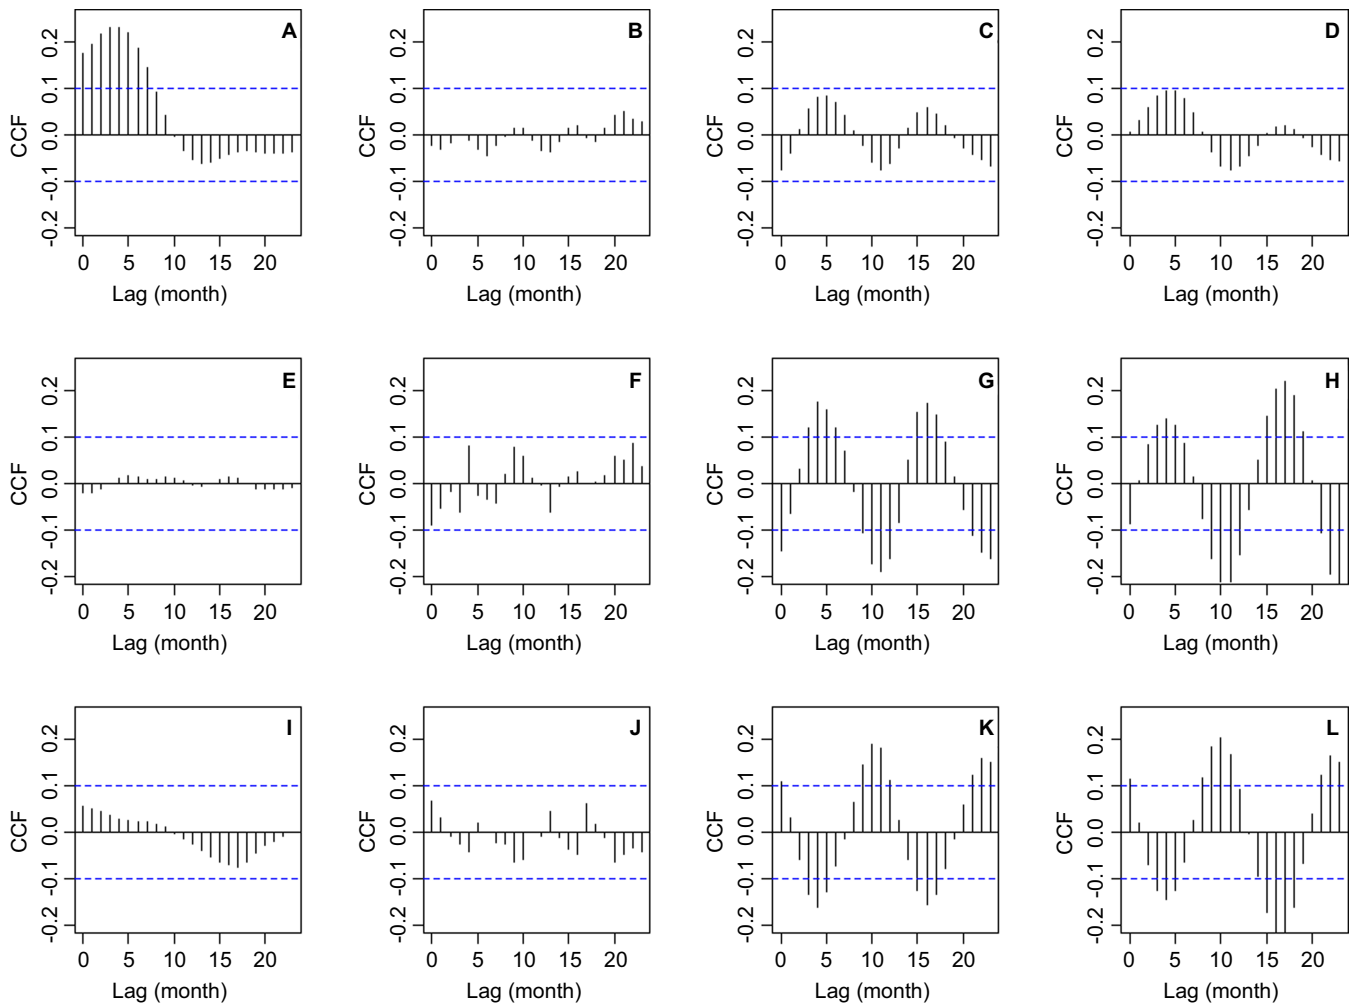 A B C D
CCF CCF CCF CCF
0.2 0.2 0.2 0.2
0.1 0.1 0.1 0.1
0.0 0.0 0.0 0.0
-0.1 -0.1 -0.1 -0.1
-0.2 -0.2 -0.2 -0.2
0 5 10 15 20 0 5 10 15 20 0 5 10 15 20 0 5 10 15 20
Lag (month) Lag (month) Lag (month) Lag (month)
E F G H
CCF CCF CCF CCF
0.2 0.2 0.2 0.2
0.1 0.1 0.1 0.1
0.0 0.0 0.0 0.0
-0.1 -0.1 -0.1 -0.1
-0.2 -0.2 -0.2 -0.2
0 5 10 15 20 0 5 10 15 20 0 5 10 15 20 0 5 10 15 20
Lag (month) Lag (month) Lag (month) Lag (month)
I J K L
CCF CCF CCF CCF
0.2 0.2 0.2 0.2
0.1 0.1 0.1 0.1
0.0 0.0 0.0 0.0
-0.1 -0.1 -0.1 -0.1
-0.2 -0.2 -0.2 -0.2
0 5 10 15 20 0 5 10 15 20 0 5 10 15 20 0 5 10 15 20
Lag (month) Lag (month) Lag (month) Lag (month)